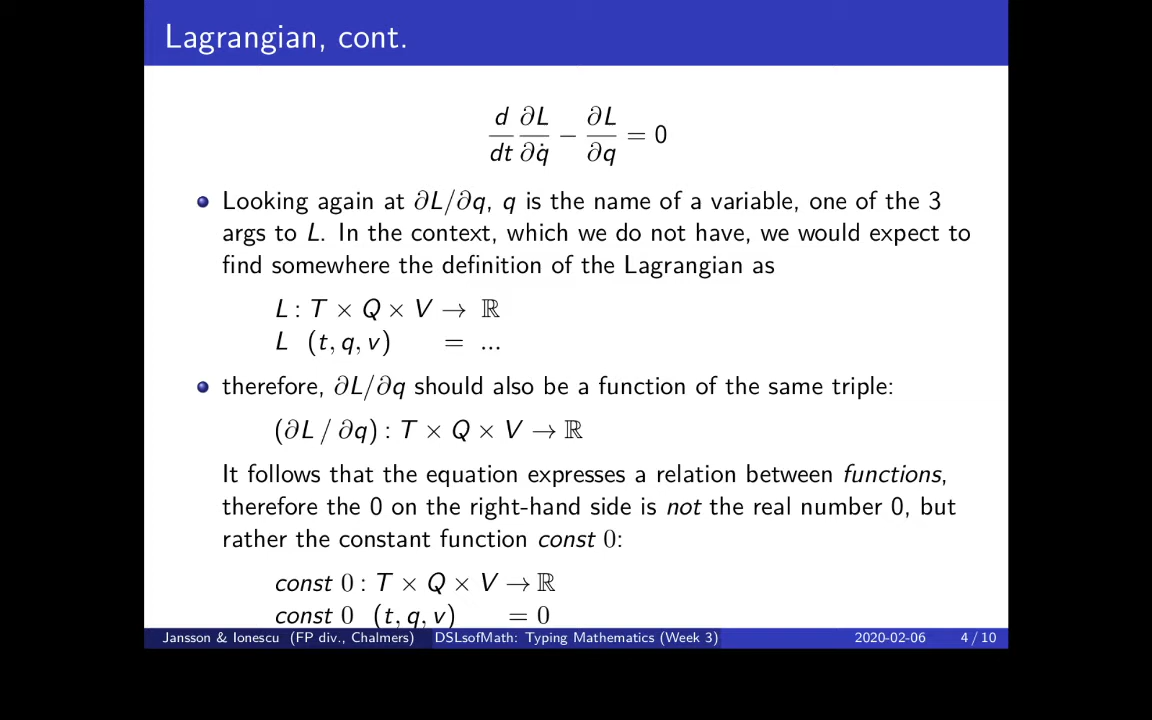 Lagrangian, cont.
d/dt ∂L/∂q̇ − ∂L/∂q = 0
Looking again at ∂L/∂q, q is the name of a variable, one of the 3
args to L. In the context, which we do not have, we would expect to
find somewhere the definition of the Lagrangian as
L : T × Q × V → ℝ
L (t, q, v) = ...
therefore, ∂L/∂q should also be a function of the same triple:
(∂L / ∂q) : T × Q × V → ℝ
It follows that the equation expresses a relation between functions,
therefore the 0 on the right-hand side is not the real number 0, but
rather the constant function const 0:
const 0 : T × Q × V → ℝ
const 0 (t, q, v) = 0
Jansson & Ionescu (FP div., Chalmers) DSLsofMath: Typing Mathematics (Week 3) 2020-02-06 4 / 10